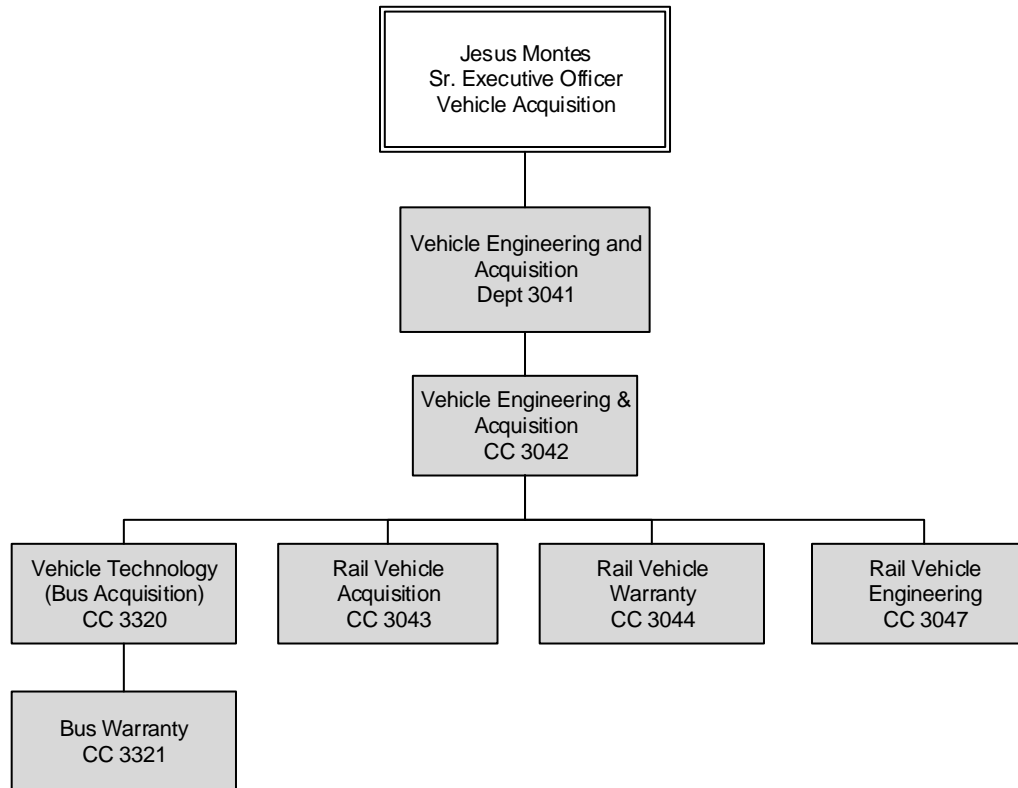 Jesus Montes
Sr. Executive Officer
Vehicle Acquisition
Vehicle Engineering and
Acquisition
Dept 3041
Vehicle Engineering &
Acquisition
CC 3042
Vehicle Technology
(Bus Acquisition)
CC 3320
Rail Vehicle
Acquisition
CC 3043
Rail Vehicle
Warranty
CC 3044
Rail Vehicle
Engineering
CC 3047
Bus Warranty
CC 3321